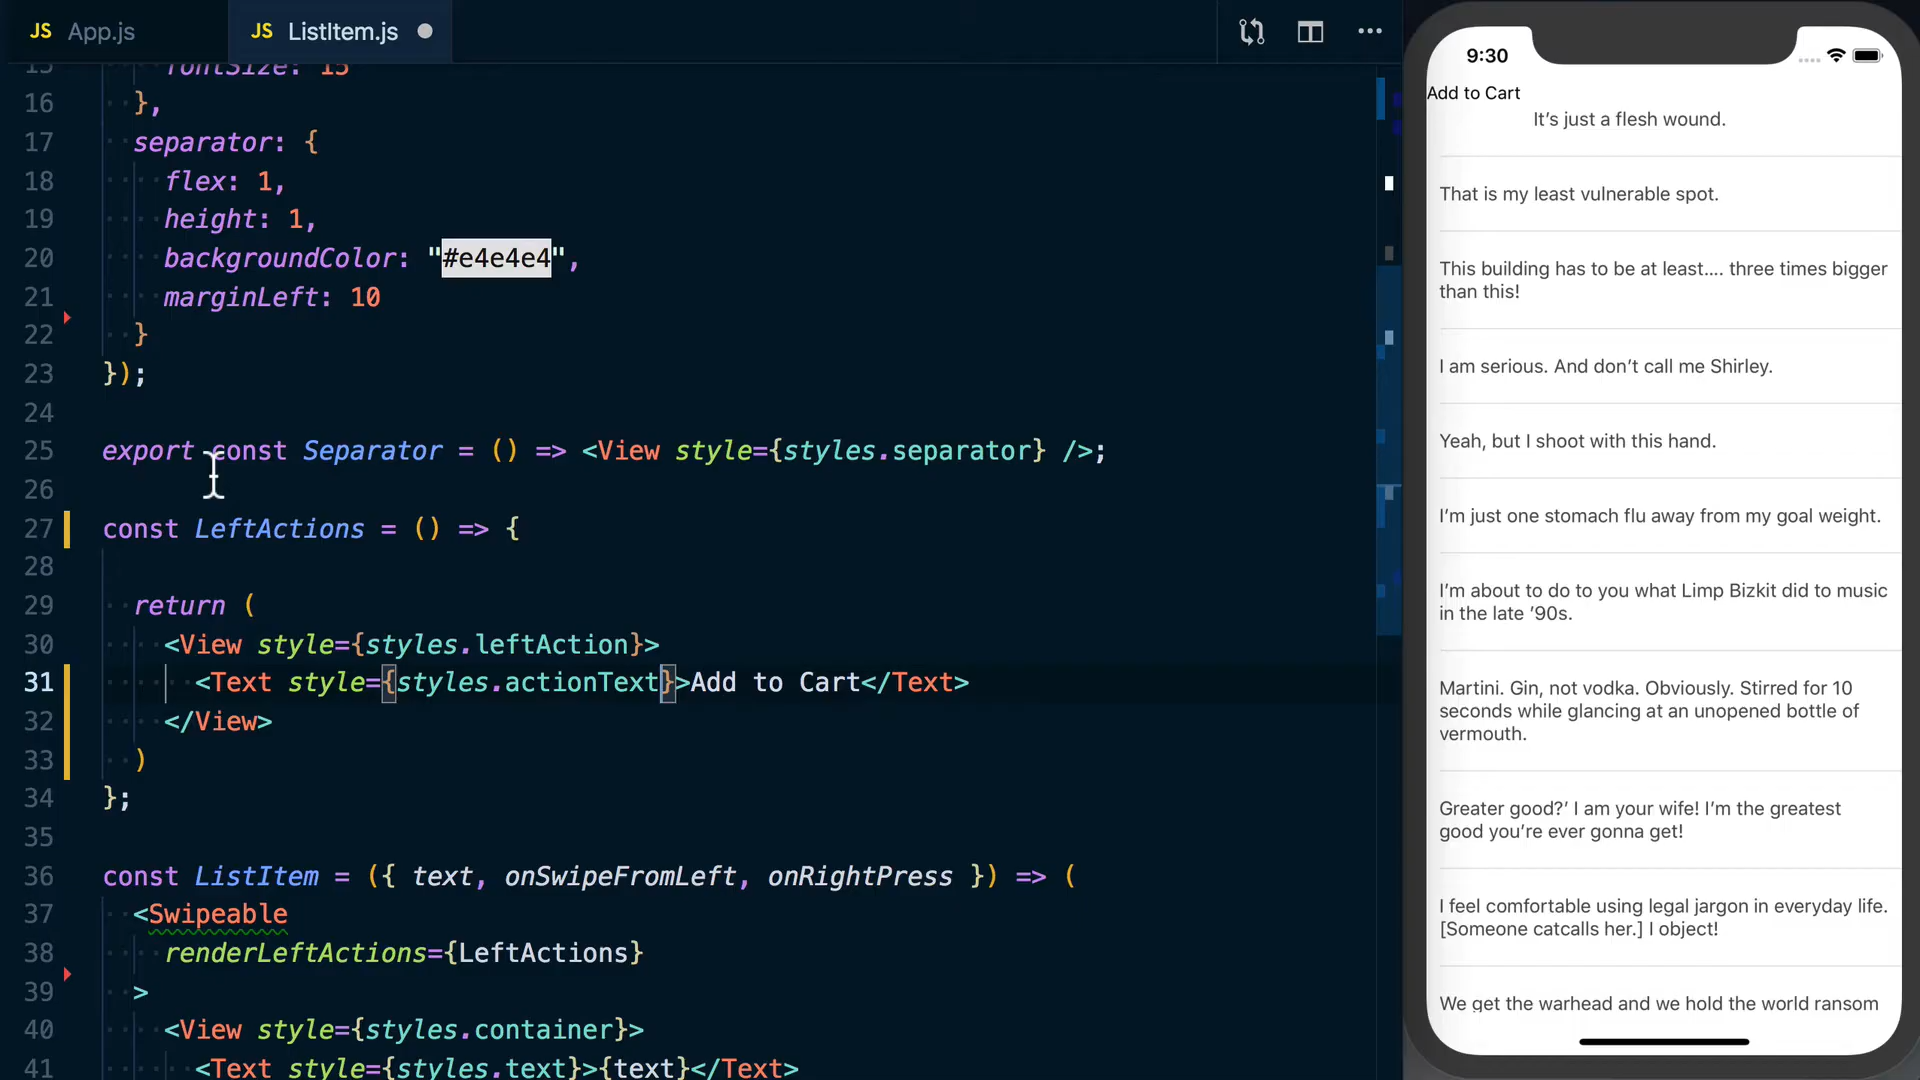 JS App.js
JS ListItem.js
15 fontSize: 15
16 },
17 separator: {
18 flex: 1,
19 height: 1,
20 backgroundColor: "#e4e4e4",
21 marginLeft: 10
22 }
23 });
24
25 export const Separator = () => <View style={styles.separator} />;
26
27 const LeftActions = () => {
28
29 return (
30 <View style={styles.leftAction}>
31 <Text style={styles.actionText}>Add to Cart</Text>
32 </View>
33 )
34 };
35
36 const ListItem = ({ text, onSwipeFromLeft, onRightPress }) => (
37 <Swipeable
38 renderLeftActions={LeftActions}
39 >
40 <View style={styles.container}>
41 <Text style={styles.text}>{text}</Text>
9:30
Add to Cart
It’s just a flesh wound.
That is my least vulnerable spot.
This building has to be at least.... three times bigger
than this!
I am serious. And don’t call me Shirley.
Yeah, but I shoot with this hand.
I’m just one stomach flu away from my goal weight.
I’m about to do to you what Limp Bizkit did to music
in the late ’90s.
Martini. Gin, not vodka. Obviously. Stirred for 10
seconds while glancing at an unopened bottle of
vermouth.
Greater good?’ I am your wife! I’m the greatest
good you’re ever gonna get!
I feel comfortable using legal jargon in everyday life.
[Someone catcalls her.] I object!
We get the warhead and we hold the world ransom